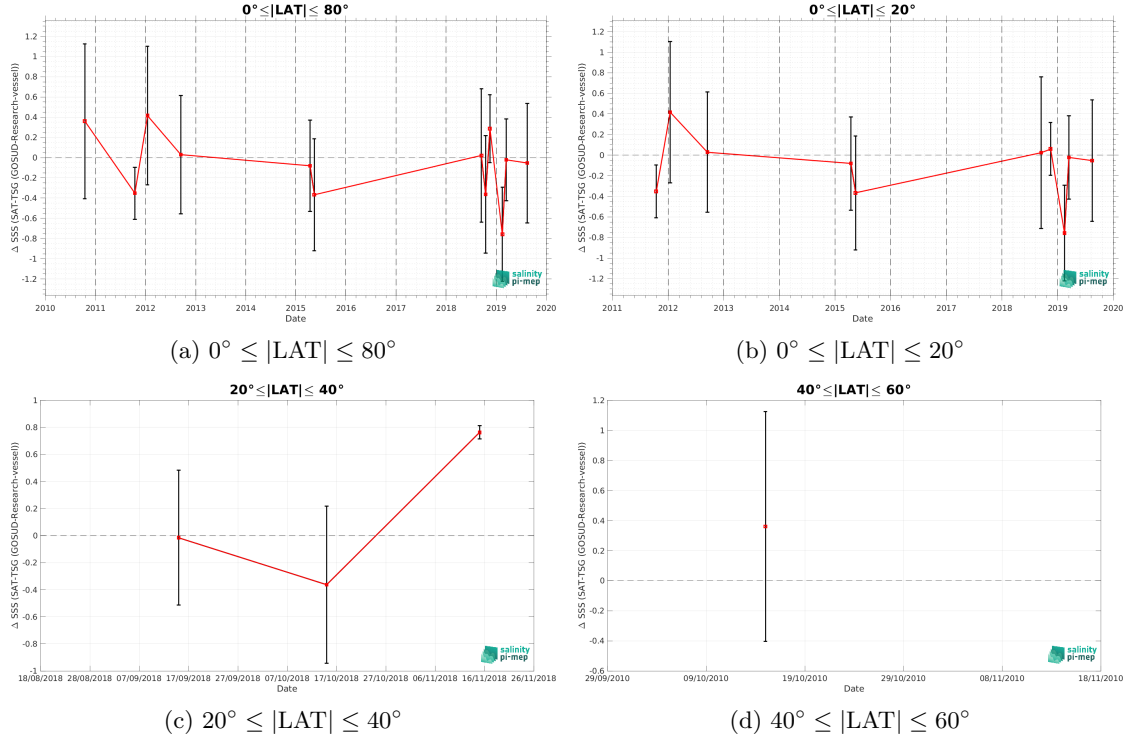 0°≤|LAT|≤ 80°
Δ SSS (SAT-TSG (GOSUD-Research-vessel))
1.2
1
0.8
0.6
0.4
0.2
0
-0.2
-0.4
-0.6
-0.8
-1
-1.2
2010 2011 2012 2013 2014 2015 2016 2017 2018 2019 2020
Date
salinity
pi-mep
(a) 0° ≤ |LAT| ≤ 80°
0°≤|LAT|≤ 20°
Δ SSS (SAT-TSG (GOSUD-Research-vessel))
1.2
1
0.8
0.6
0.4
0.2
0
-0.2
-0.4
-0.6
-0.8
-1
-1.2
2011 2012 2013 2014 2015 2016 2017 2018 2019 2020
Date
salinity
pi-mep
(b) 0° ≤ |LAT| ≤ 20°
20°≤|LAT|≤ 40°
Δ SSS (SAT-TSG (GOSUD-Research-vessel))
1
0.8
0.6
0.4
0.2
0
-0.2
-0.4
-0.6
-0.8
-1
18/08/2018 28/08/2018 07/09/2018 17/09/2018 27/09/2018 07/10/2018 17/10/2018 27/10/2018 06/11/2018 16/11/2018 26/11/2018
Date
salinity
pi-mep
(c) 20° ≤ |LAT| ≤ 40°
40°≤|LAT|≤ 60°
Δ SSS (SAT-TSG (GOSUD-Research-vessel))
1.2
1
0.8
0.6
0.4
0.2
0
-0.2
-0.4
-0.6
29/09/2010 09/10/2010 19/10/2010 29/10/2010 08/11/2010 18/11/2010
Date
salinity
pi-mep
(d) 40° ≤ |LAT| ≤ 60°